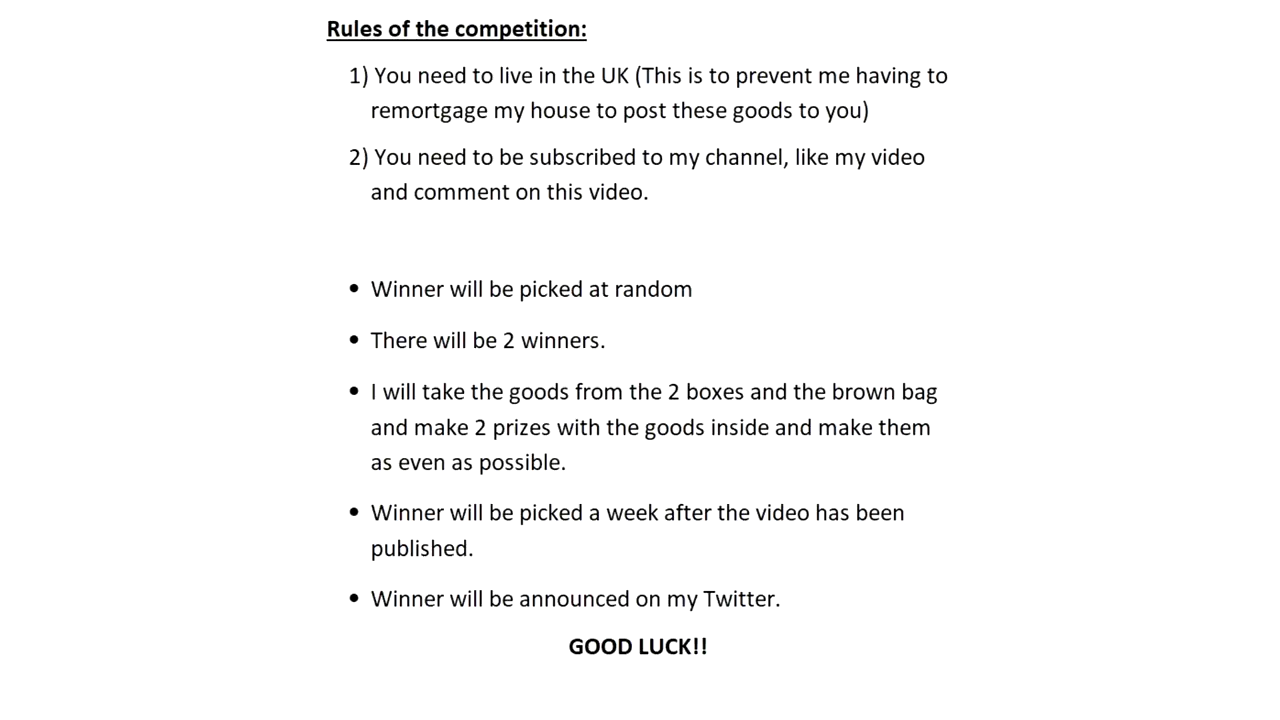 Rules of the competition:
1) You need to live in the UK (This is to prevent me having to
remortgage my house to post these goods to you)
2) You need to be subscribed to my channel, like my video
and comment on this video.
• Winner will be picked at random
• There will be 2 winners.
• I will take the goods from the 2 boxes and the brown bag
and make 2 prizes with the goods inside and make them
as even as possible.
• Winner will be picked a week after the video has been
published.
• Winner will be announced on my Twitter.
GOOD LUCK!!